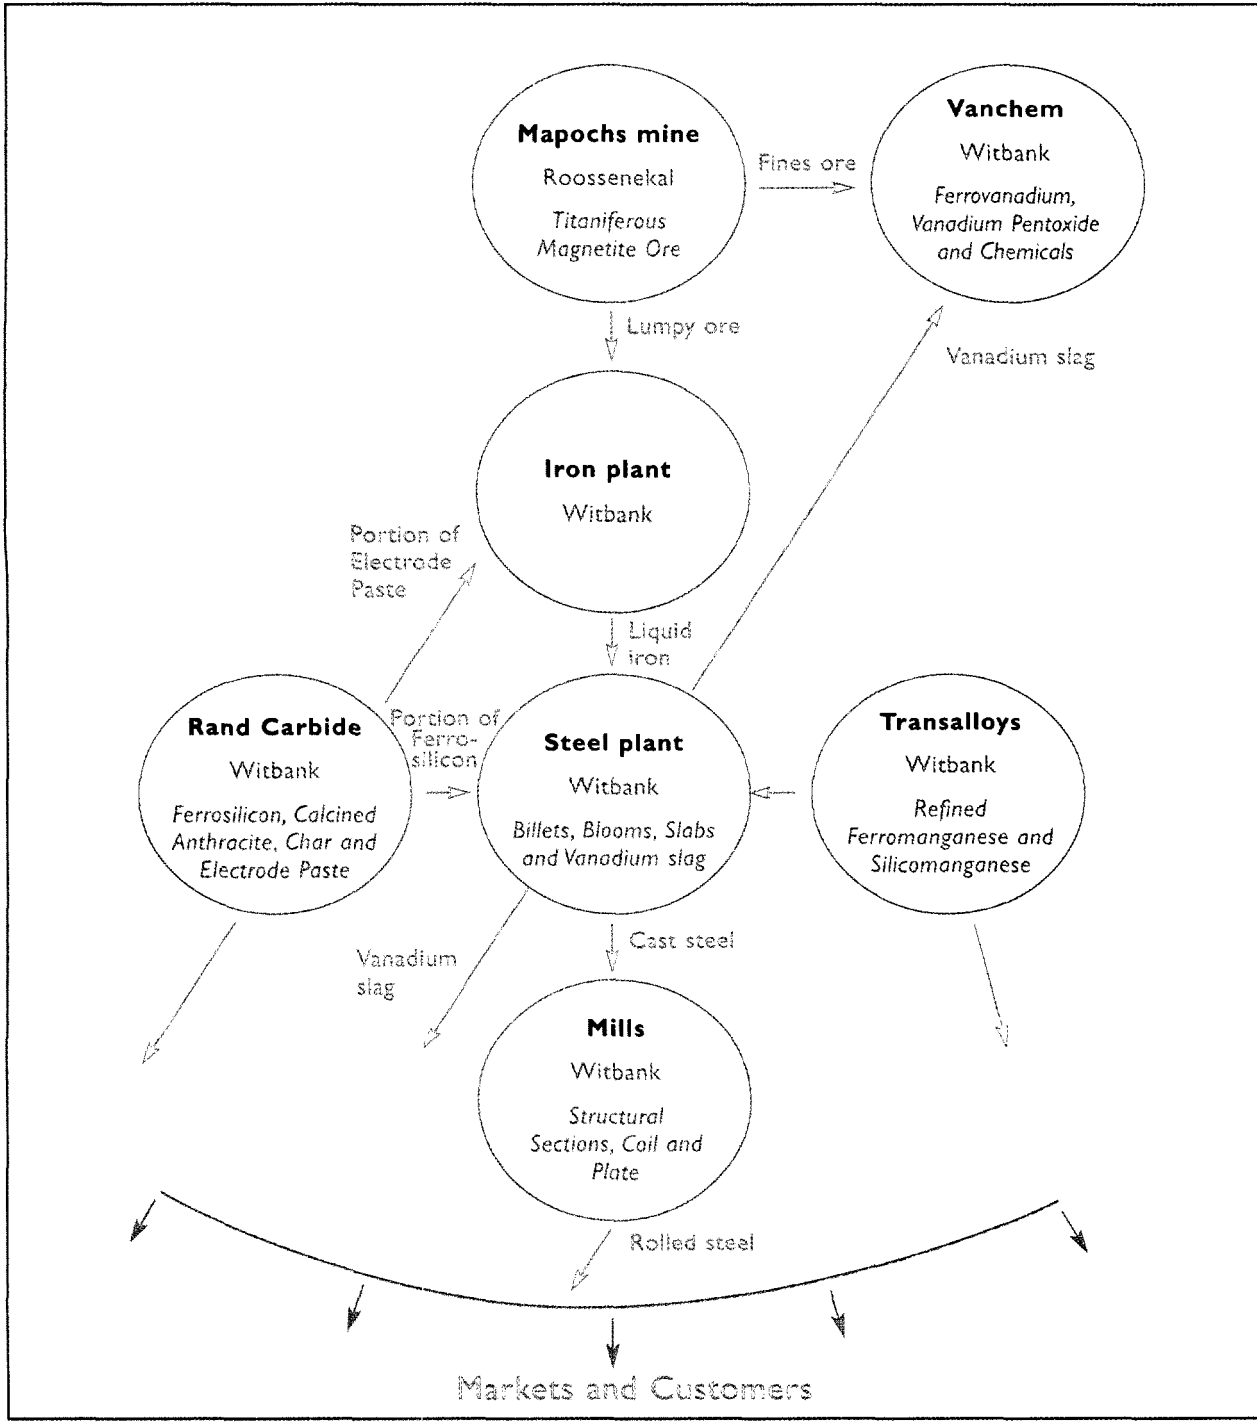 Mapochs mine
Roossenekal
Titaniferous
Magnetite Ore
Fines ore
Vanchem
Witbank
Ferrovanadium,
Vanadium Pentoxide
and Chemicals
Lumpy ore
Vanadium slag
Iron plant
Witbank
Portion of
Electrode
Paste
Liquid
iron
Rand Carbide
Witbank
Ferrosilicon, Calcined
Anthracite, Char and
Electrode Paste
Portion of
Ferro-
silicon
Steel plant
Witbank
Billets, Blooms, Slabs
and Vanadium slag
Transalloys
Witbank
Refined
Ferromanganese and
Silicomanganese
Vanadium
slag
Cast steel
Mills
Witbank
Structural
Sections, Coil and
Plate
Rolled steel
Markets and Customers